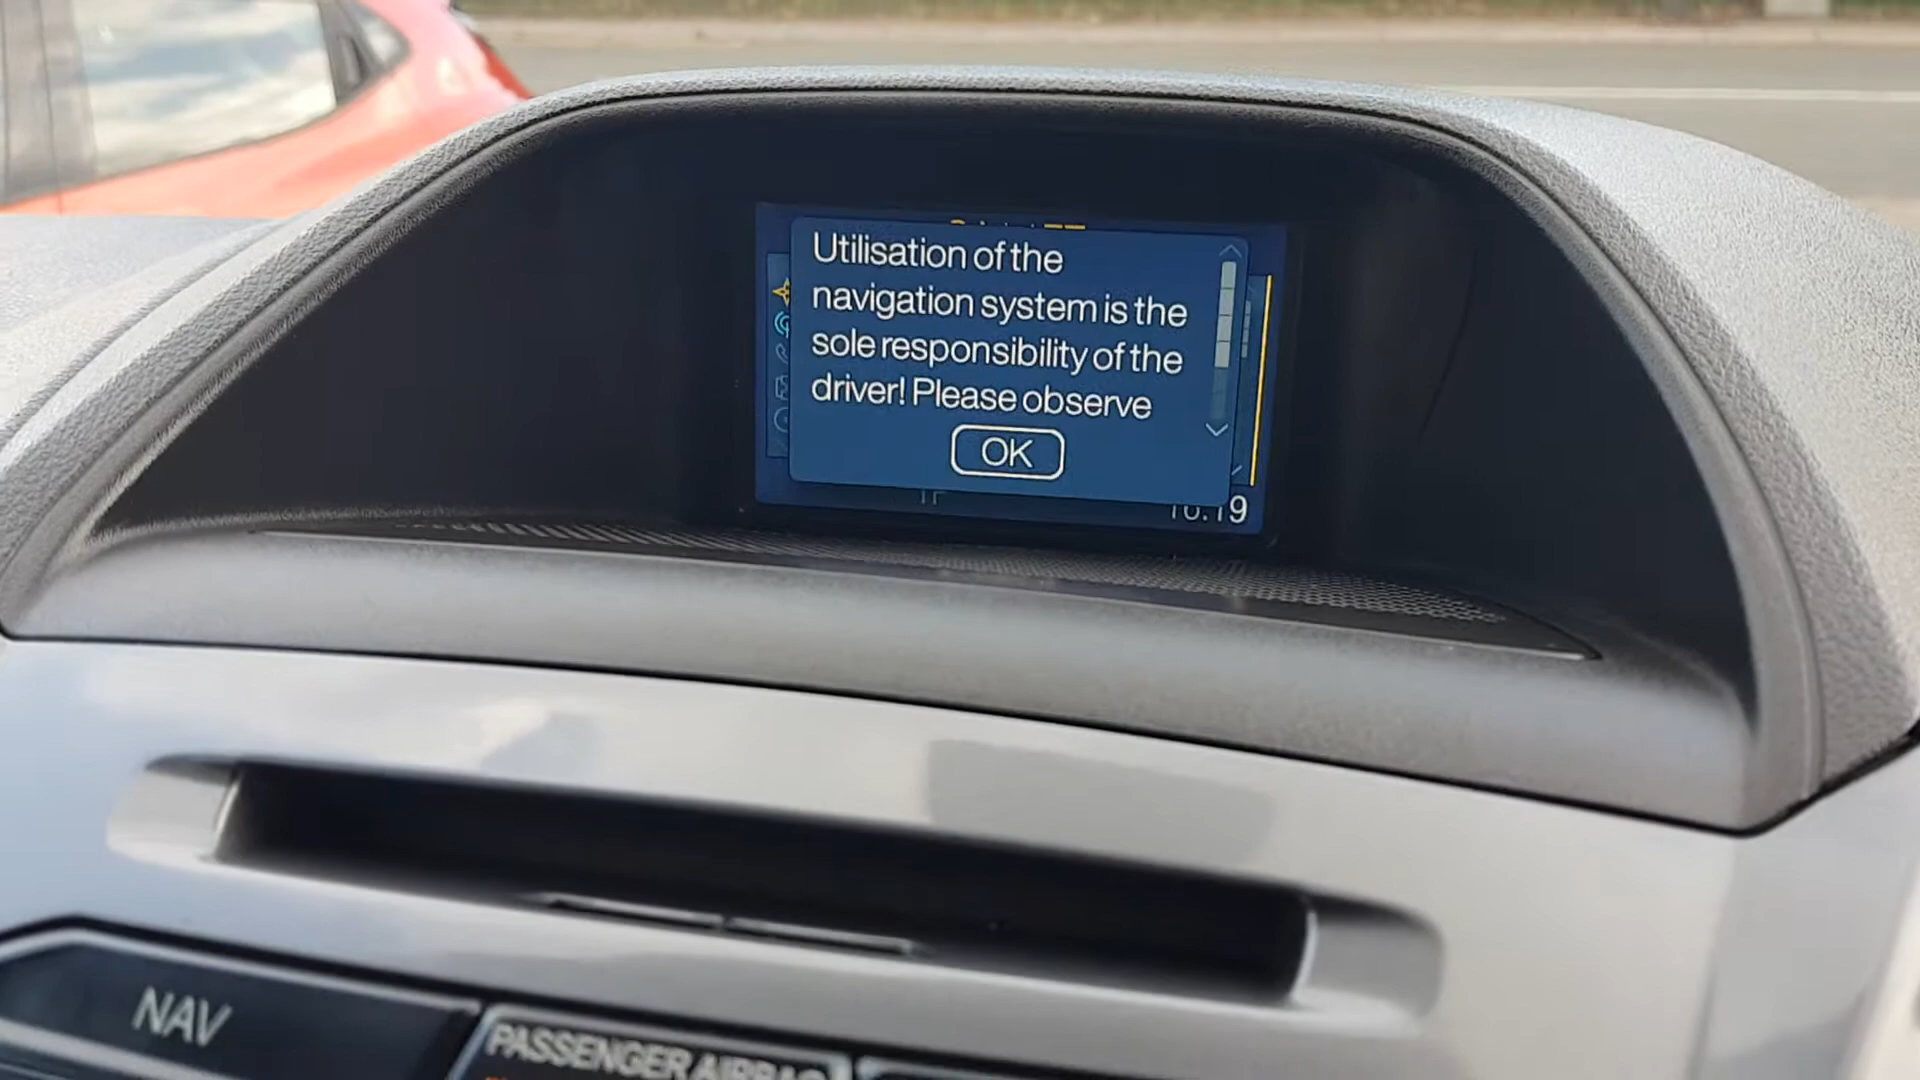 Utilisation of the
navigation system is the
sole responsibility of the
driver! Please observe
OK
NAV
PASSENGER AIRBAG